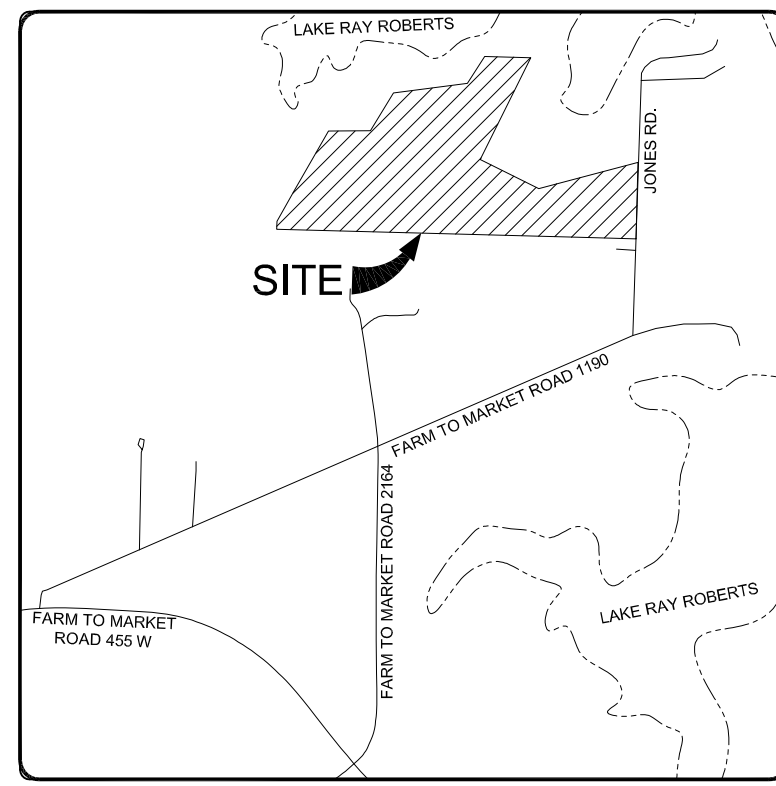 LAKE RAY ROBERTS
JONES RD.
SITE
FARM TO MARKET ROAD 1190
FARM TO MARKET ROAD 2164
LAKE RAY ROBERTS
FARM TO MARKET
ROAD 455 W